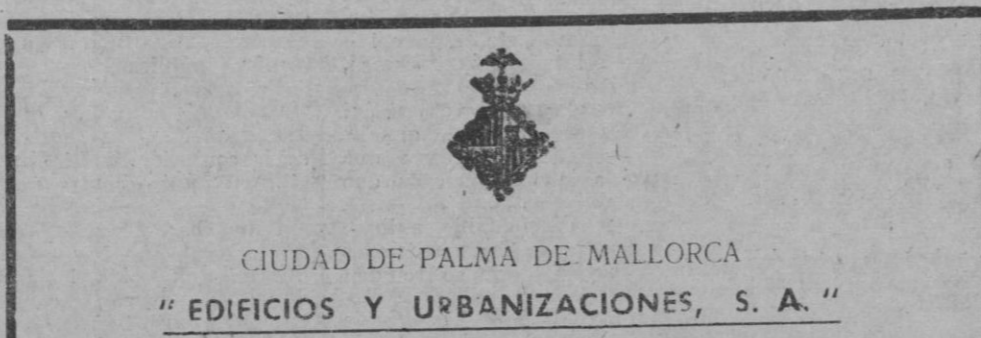 CIUDAD DE PALMA DE MALLORCA
" EDIFICIOS Y URBANIZACIONES, S. A. "